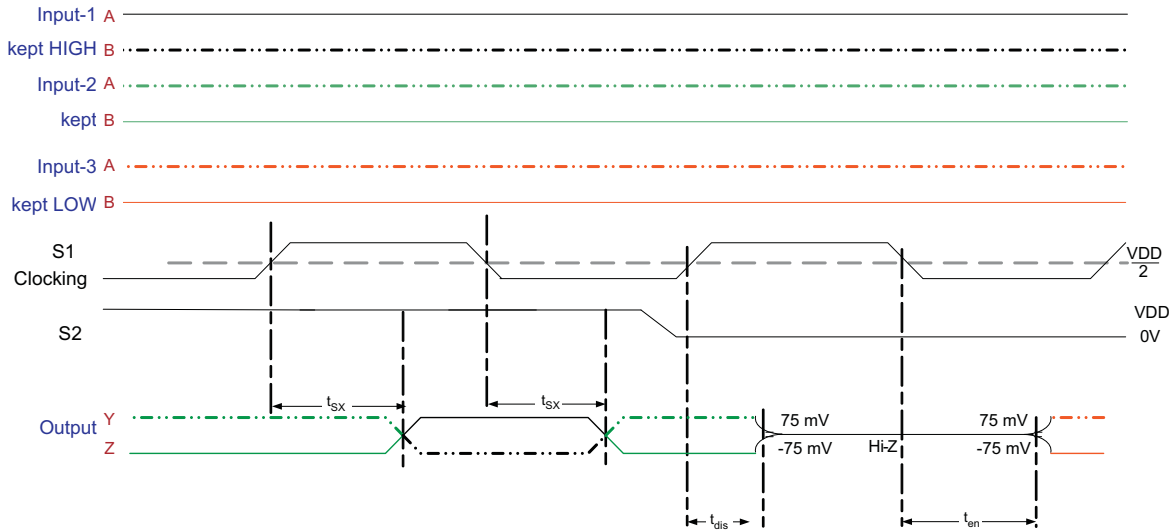 Input-1 A
kept HIGH B
Input-2 A
kept B
Input-3 A
kept LOW B
S1
Clocking
VDD
2
S2
VDD
0V
Output
Y
Z
tSX
tSX
75 mV
-75 mV
Hi-Z
75 mV
-75 mV
tdis
ten